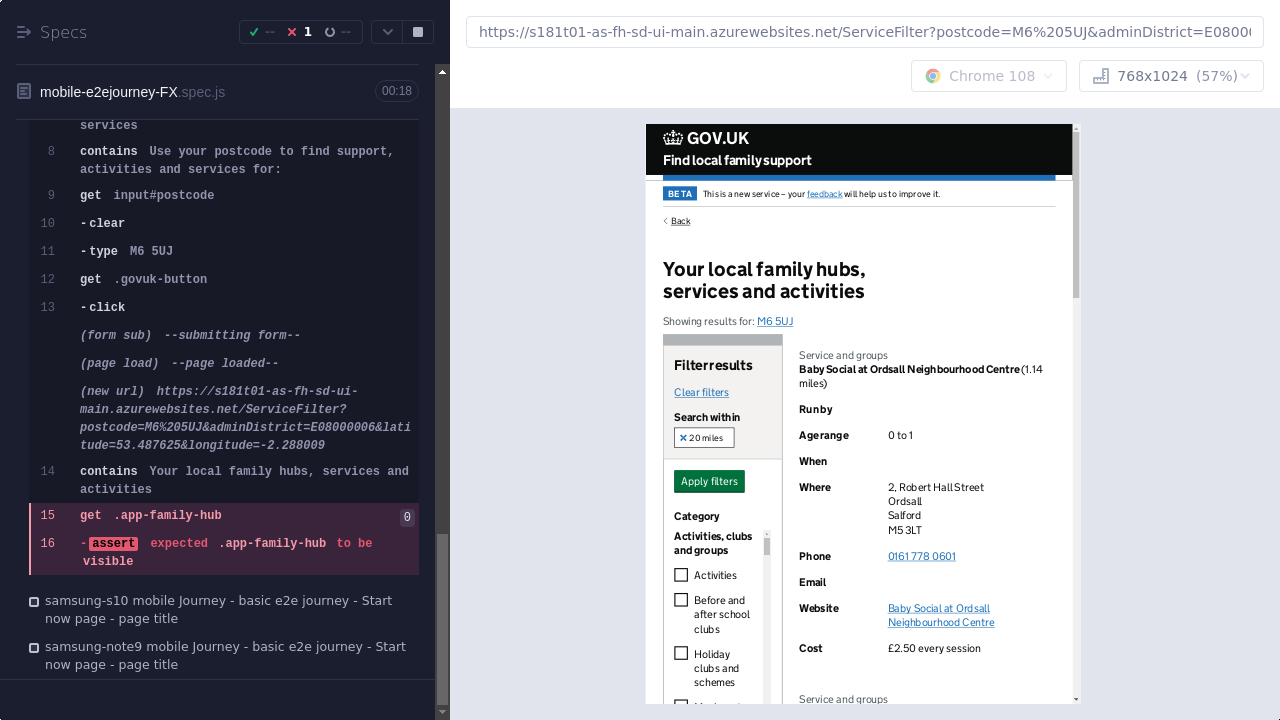 Specs
-- 1 --
mobile-e2ejourney-FX.spec.js 00:18
services
8 contains Use your postcode to find support,
activities and services for:
9 get input#postcode
10 -clear
11 -type M6 5UJ
12 get .govuk-button
13 -click
(form sub) --submitting form--
(page load) --page loaded--
(new url) https://s181t01-as-fh-sd-ui-
main.azurewebsites.net/ServiceFilter?
postcode=M6%205UJ&adminDistrict=E08000006&lati
tude=53.487625&longitude=-2.288009
14 contains Your local family hubs, services and
activities
15 get .app-family-hub 0
16 -assert expected .app-family-hub to be
visible
samsung-s10 mobile Journey - basic e2e journey - Start
now page - page title
samsung-note9 mobile Journey - basic e2e journey - Start
now page - page title
https://s181t01-as-fh-sd-ui-main.azurewebsites.net/ServiceFilter?postcode=M6%205UJ&adminDistrict=E0800
Chrome 108
768x1024 (57%)
GOV.UK
Find local family support
BETA This is a new service – your feedback will help us to improve it.
Back
Your local family hubs,
services and activities
Showing results for: M6 5UJ
Filter results
Clear filters
Search within
20 miles
Apply filters
Category
Activities, clubs
and groups
Activities
Before and
after school
clubs
Holiday
clubs and
schemes
Service and groups
Baby Social at Ordsall Neighbourhood Centre (1.14
miles)
Run by
Age range 0 to 1
When
Where 2, Robert Hall Street
Ordsall
Salford
M5 3LT
Phone 0161 778 0601
Email
Website Baby Social at Ordsall
Neighbourhood Centre
Cost £2.50 every session
Service and groups